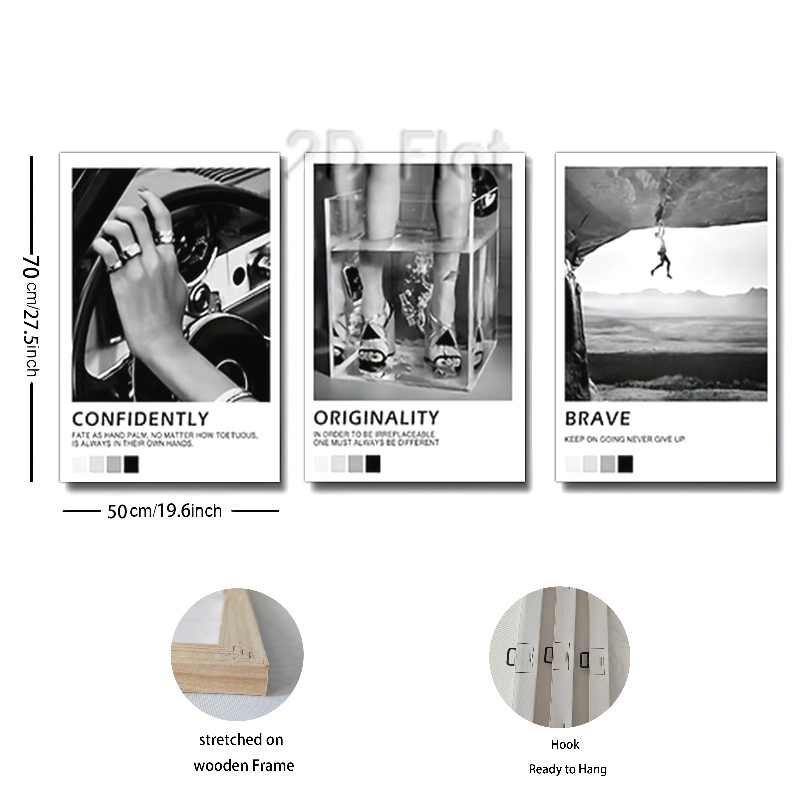 2D Flat
70 cm/27.5inch
CONFIDENTLY
FATE AS HAND PALM, NO MATTER HOW TOETUOUS,
IS ALWAYS IN THEIR OWN HANDS.
ORIGINALITY
IN ORDER TO BE IRREPLACEABLE
ONE MUST ALWAYS BE DIFFERENT
BRAVE
KEEP ON GOING NEVER GIVE UP.
50cm/19.6inch
stretched on
wooden Frame
Hook
Ready to Hang